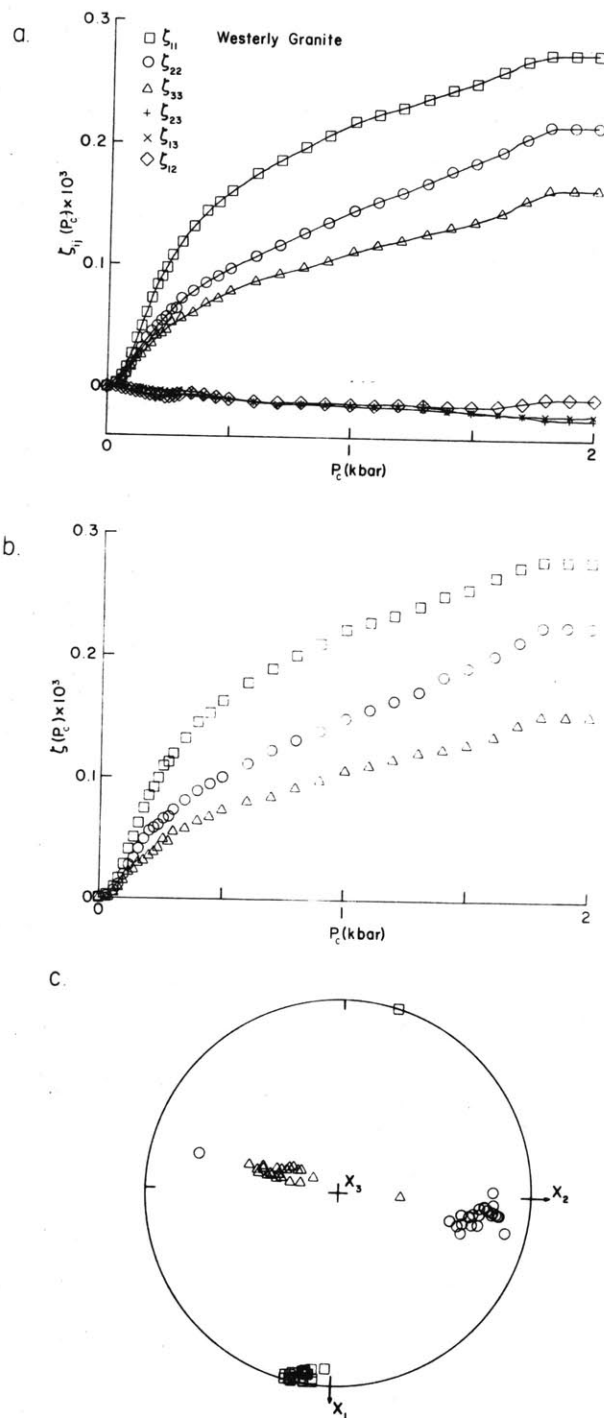 a.
0.3
Westerly Granite
ζ11
ζ22
ζ33
ζ23
ζ13
ζ12
0.2
0.1
0
ζij (Pc) × 10³
0
1
2
Pc (k bar)
b.
0.3
0.2
0.1
0
ζ (Pc) × 10³
0
1
2
Pc (k bar)
c.
X3
X2
X1